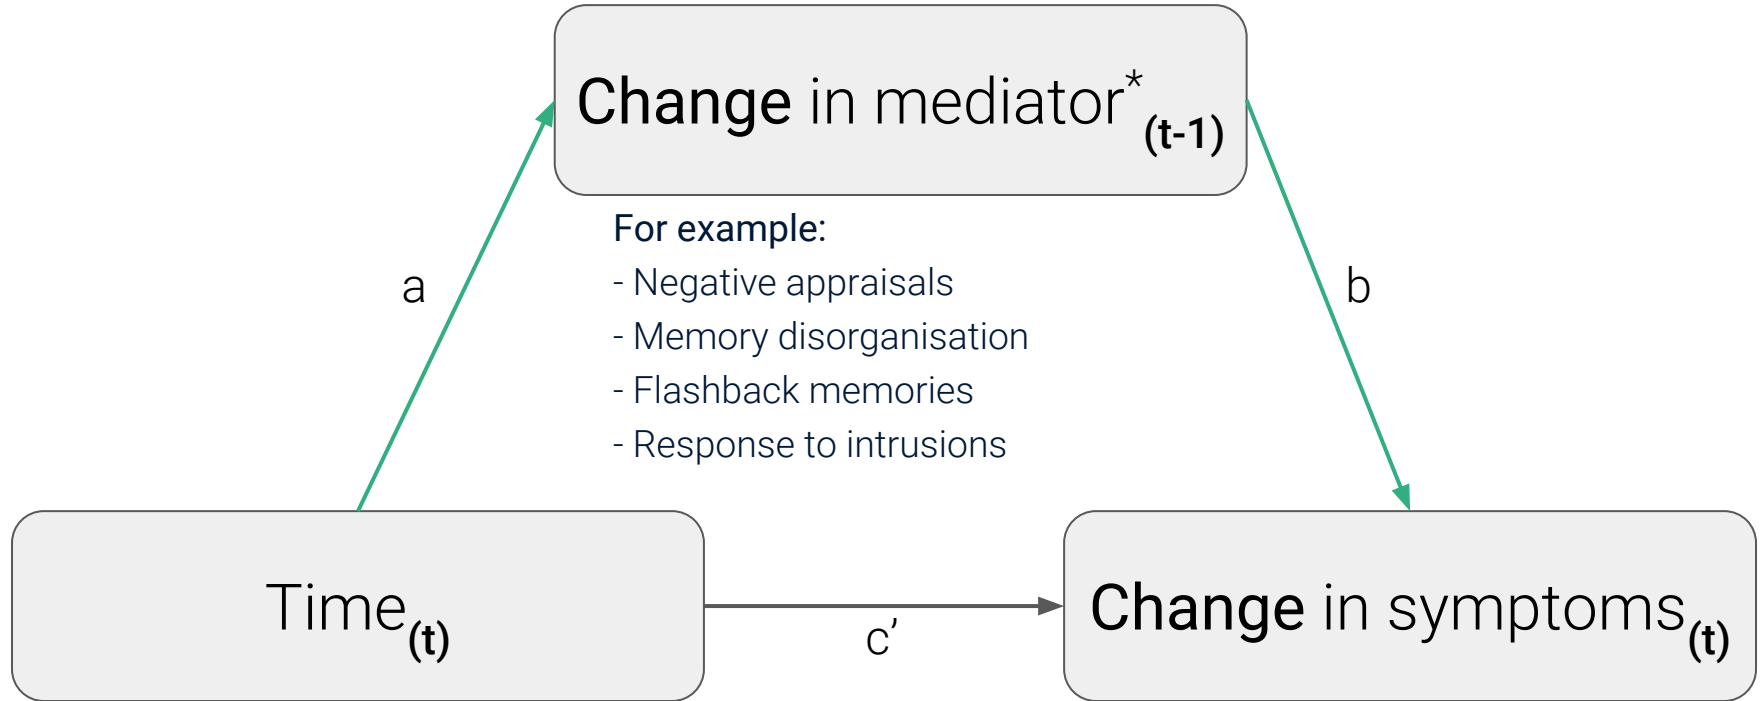 Change in mediator*(t-1)
For example:
- Negative appraisals
- Memory disorganisation
- Flashback memories
- Response to intrusions
a
b
Time(t)
c’
Change in symptoms(t)